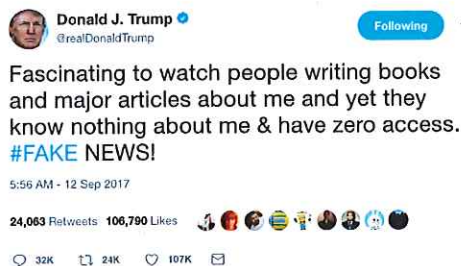 Donald J. Trump
@realDonaldTrump
Following
Fascinating to watch people writing books
and major articles about me and yet they
know nothing about me & have zero access.
#FAKE NEWS!
5:56 AM - 12 Sep 2017
24,063 Retweets 106,790 Likes
32K 24K 107K